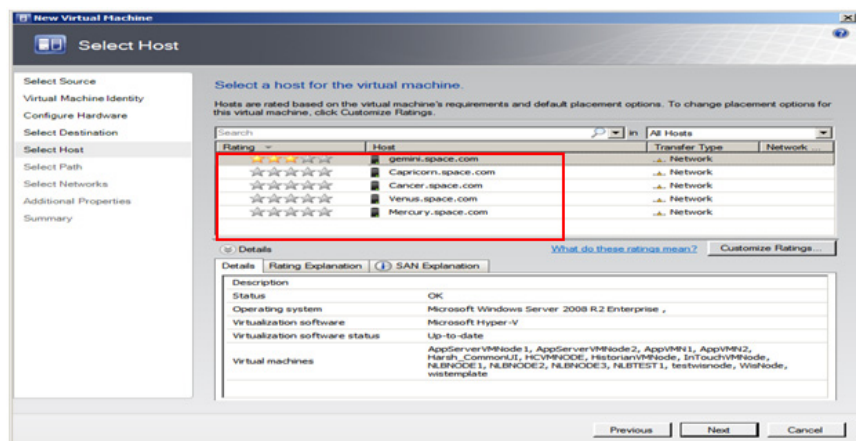 New Virtual Machine
Select Host
Select Source
Virtual Machine Identity
Configure Hardware
Select Destination
Select Host
Select Path
Select Networks
Additional Properties
Summary
Select a host for the virtual machine.
Hosts are rated based on the virtual machine's requirements and default placement options. To change placement options for
this virtual machine, click Customize Ratings.
Search in All Hosts
Rating Host Transfer Type Network ...
gemini.space.com Network
Capricorn.space.com Network
Cancer.space.com Network
Venus.space.com Network
Mercury.space.com Network
Details What do these ratings mean? Customize Ratings...
Details Rating Explanation SAN Explanation
Description
Status OK
Operating system Microsoft Windows Server 2008 R2 Enterprise ,
Virtualization software Microsoft Hyper-V
Virtualization software status Up-to-date
Virtual machines AppServerVMNode1, AppServerVMNode2, AppVMN1, AppVMN2,
Harsh_CommonUI, HCVMNODE, HistorianVMNode, InTouchVMNode,
NLBNODE1, NLBNODE2, NLBNODE3, NLBTEST1, testwisnode, WisNode,
wistemplate
Previous Next Cancel